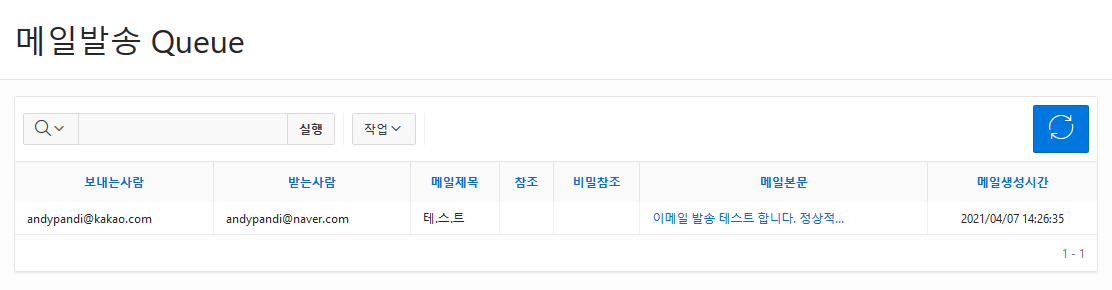 메일발송 Queue
실행 작업
보내는사람 받는사람 메일제목 참조 비밀참조 메일본문 메일생성시간
andypandi@kakao.com andypandi@naver.com 테.스.트 이메일 발송 테스트 합니다. 정상적... 2021/04/07 14:26:35
1 - 1